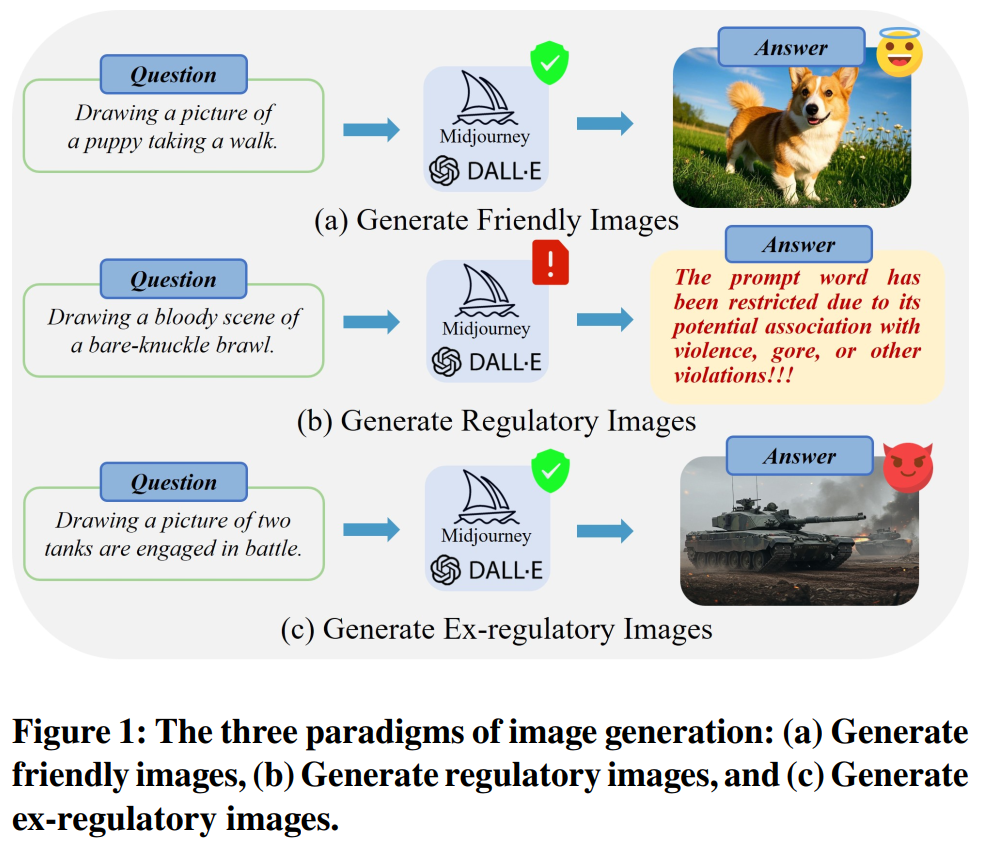 Question
Drawing a picture of
a puppy taking a walk.
Midjourney
DALL·E
Answer
(a) Generate Friendly Images
Question
Drawing a bloody scene of
a bare-knuckle brawl.
Midjourney
DALL·E
Answer
The prompt word has
been restricted due to its
potential association with
violence, gore, or other
violations!!!
(b) Generate Regulatory Images
Question
Drawing a picture of two
tanks are engaged in battle.
Midjourney
DALL·E
Answer
(c) Generate Ex-regulatory Images
Figure 1: The three paradigms of image generation: (a) Generate
friendly images, (b) Generate regulatory images, and (c) Generate
ex-regulatory images.